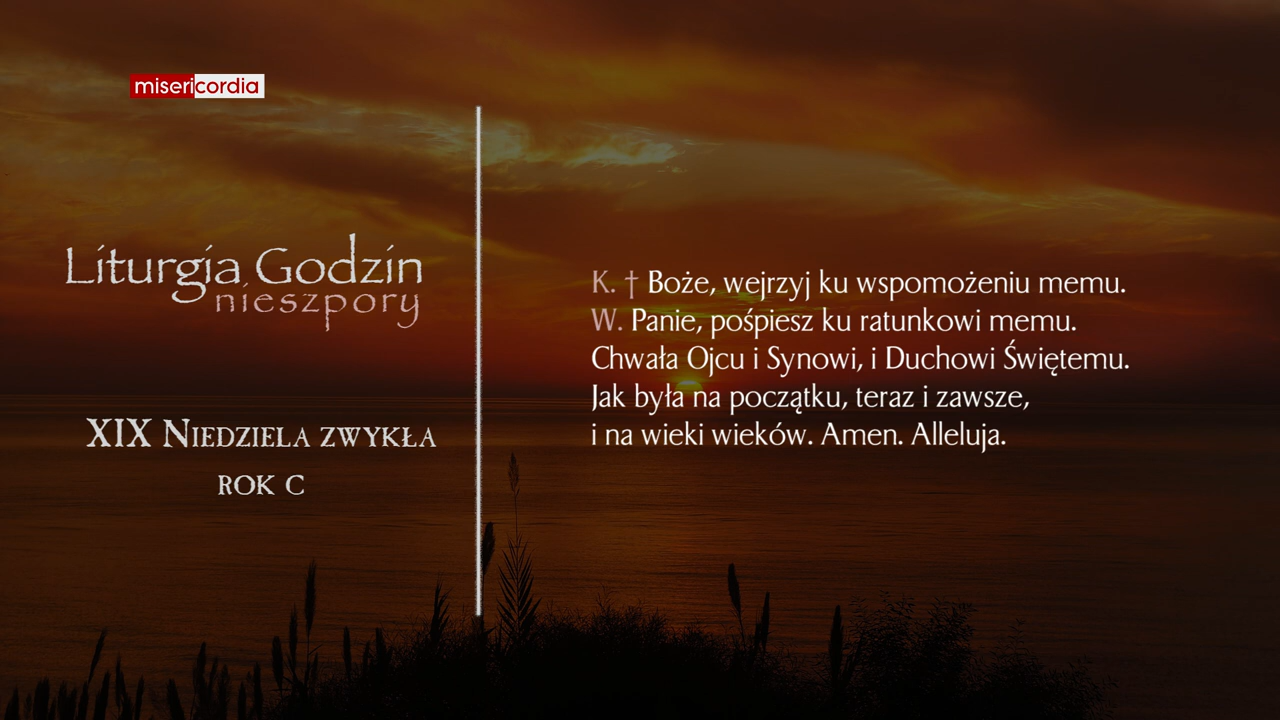 misericordia
Liturgia Godzin
nieszpory
XIX Niedziela zwykła
rok C
K. † Boże, wejrzyj ku wspomożeniu memu.
W. Panie, pośpiesz ku ratunkowi memu.
Chwała Ojcu i Synowi, i Duchowi Świętemu.
Jak była na początku, teraz i zawsze,
i na wieki wieków. Amen. Alleluja.